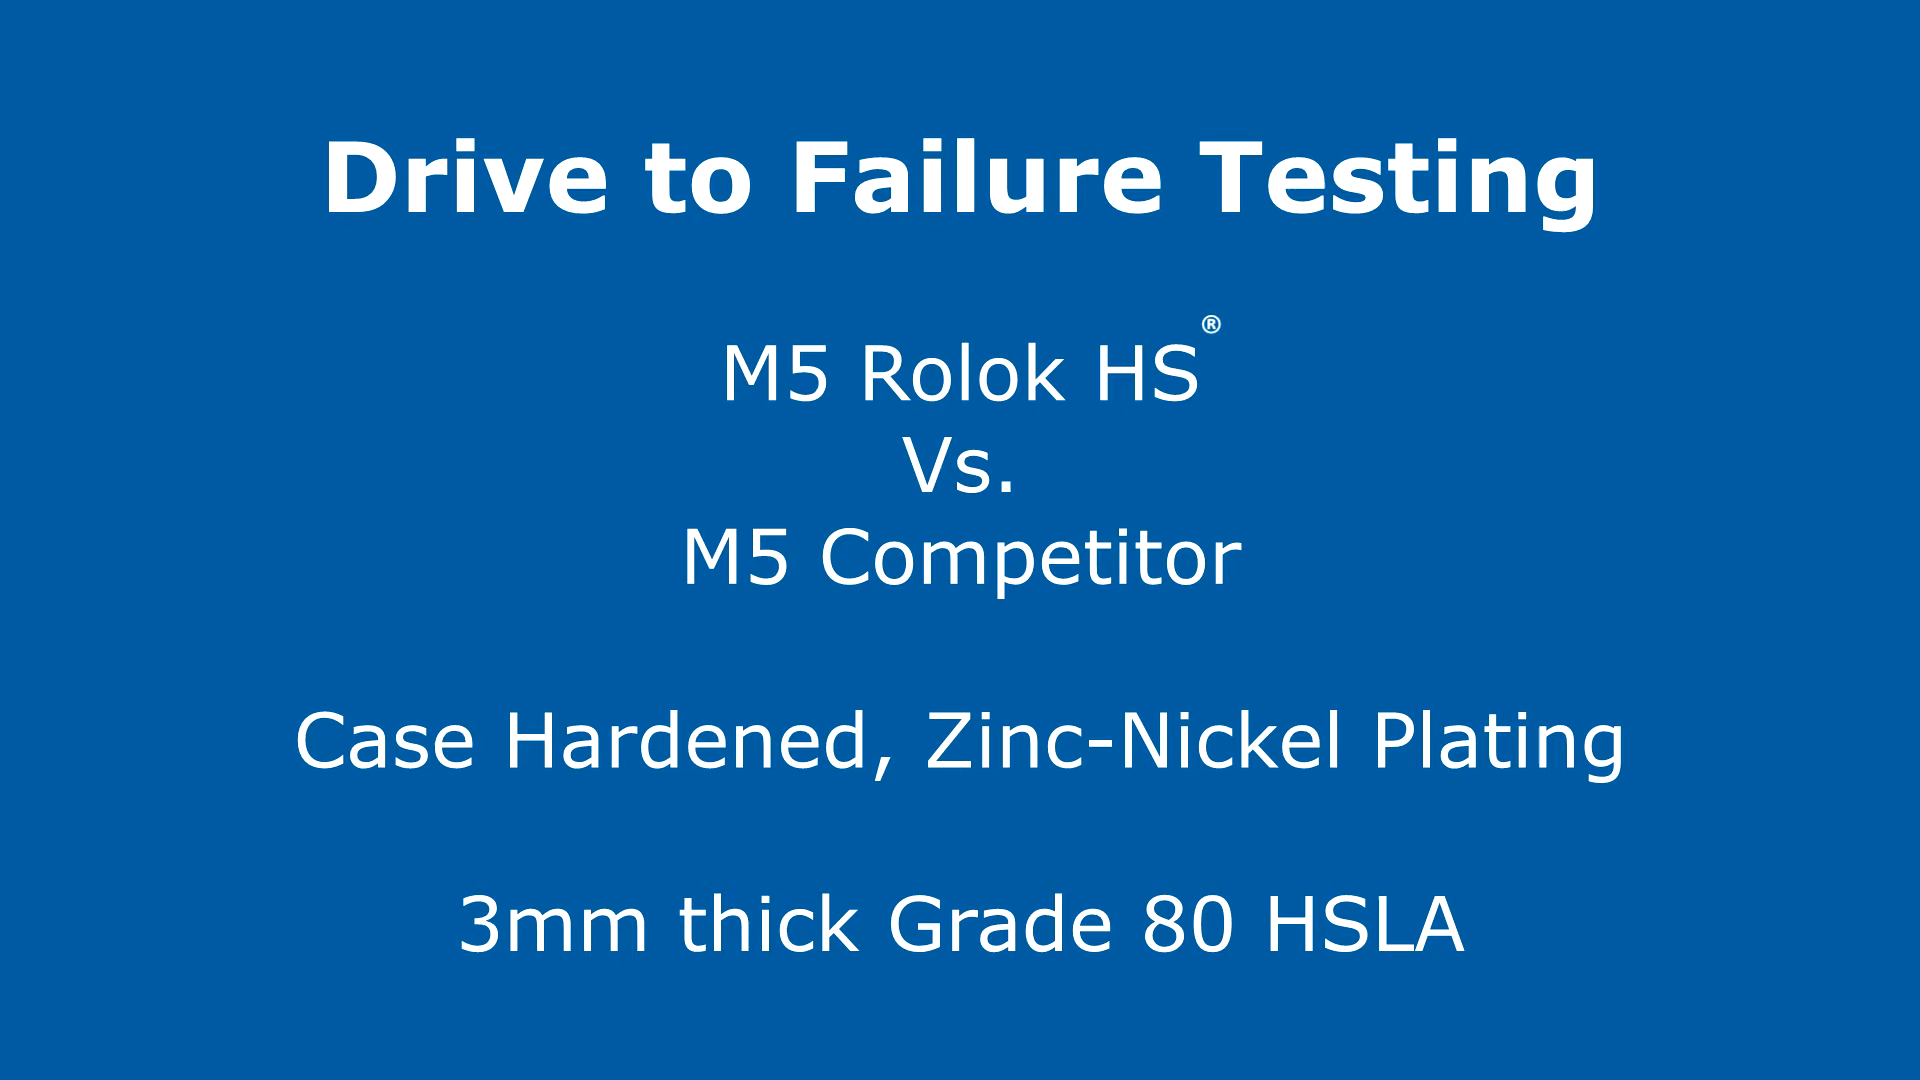 Drive to Failure Testing
M5 Rolok HS®
Vs.
M5 Competitor
Case Hardened, Zinc-Nickel Plating
3mm thick Grade 80 HSLA